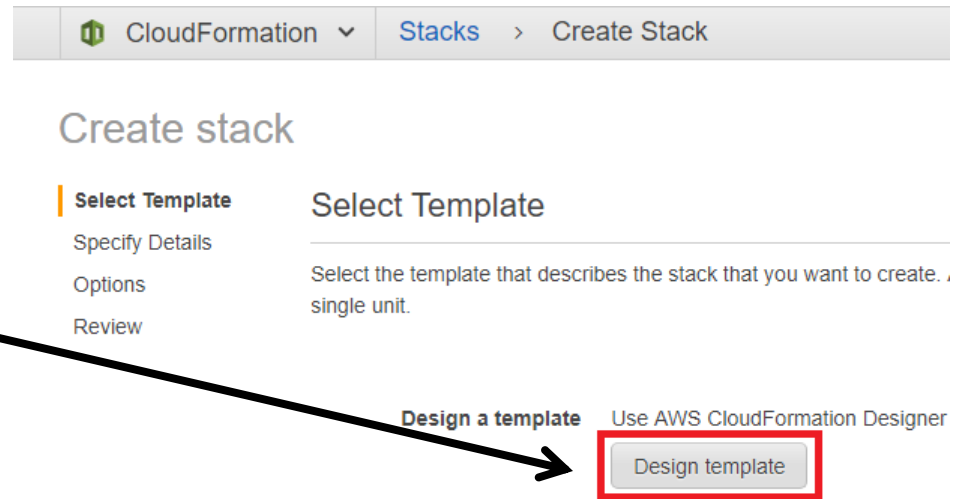 CloudFormation Stacks > Create Stack
Create stack
Select Template
Specify Details
Options
Review
Select Template
Select the template that describes the stack that you want to create.
single unit.
Design a template Use AWS CloudFormation Designer
Design template